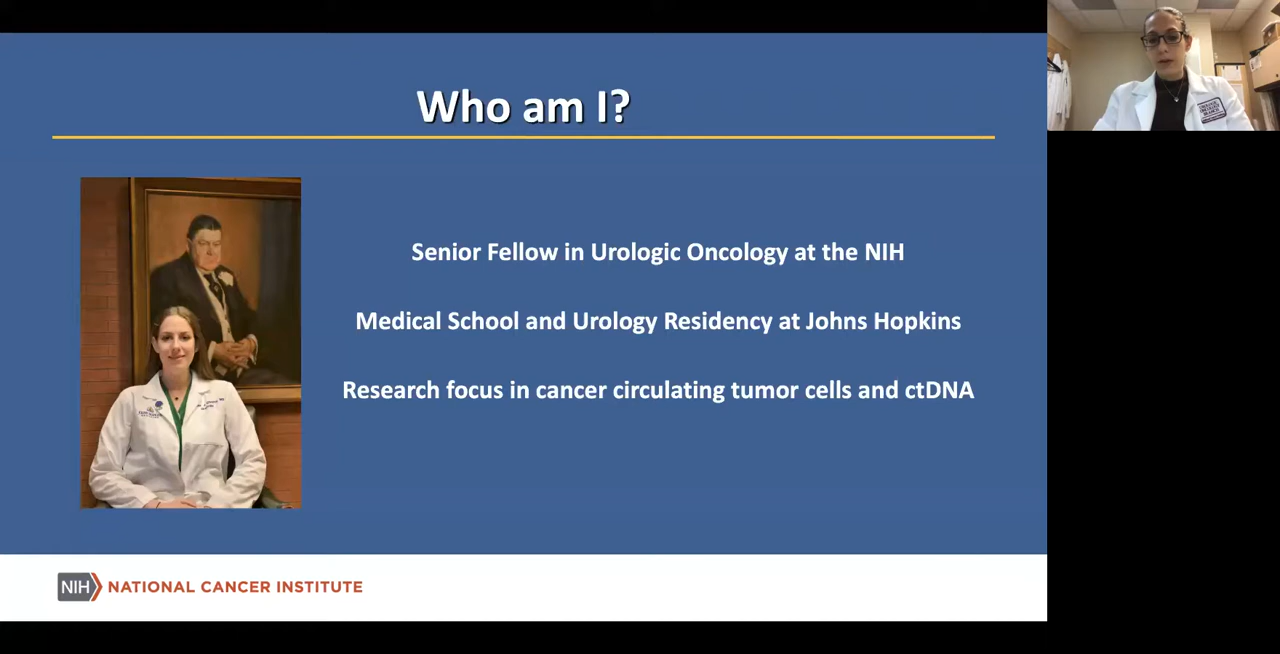 Who am I?
Senior Fellow in Urologic Oncology at the NIH
Medical School and Urology Residency at Johns Hopkins
Research focus in cancer circulating tumor cells and ctDNA
NIH NATIONAL CANCER INSTITUTE